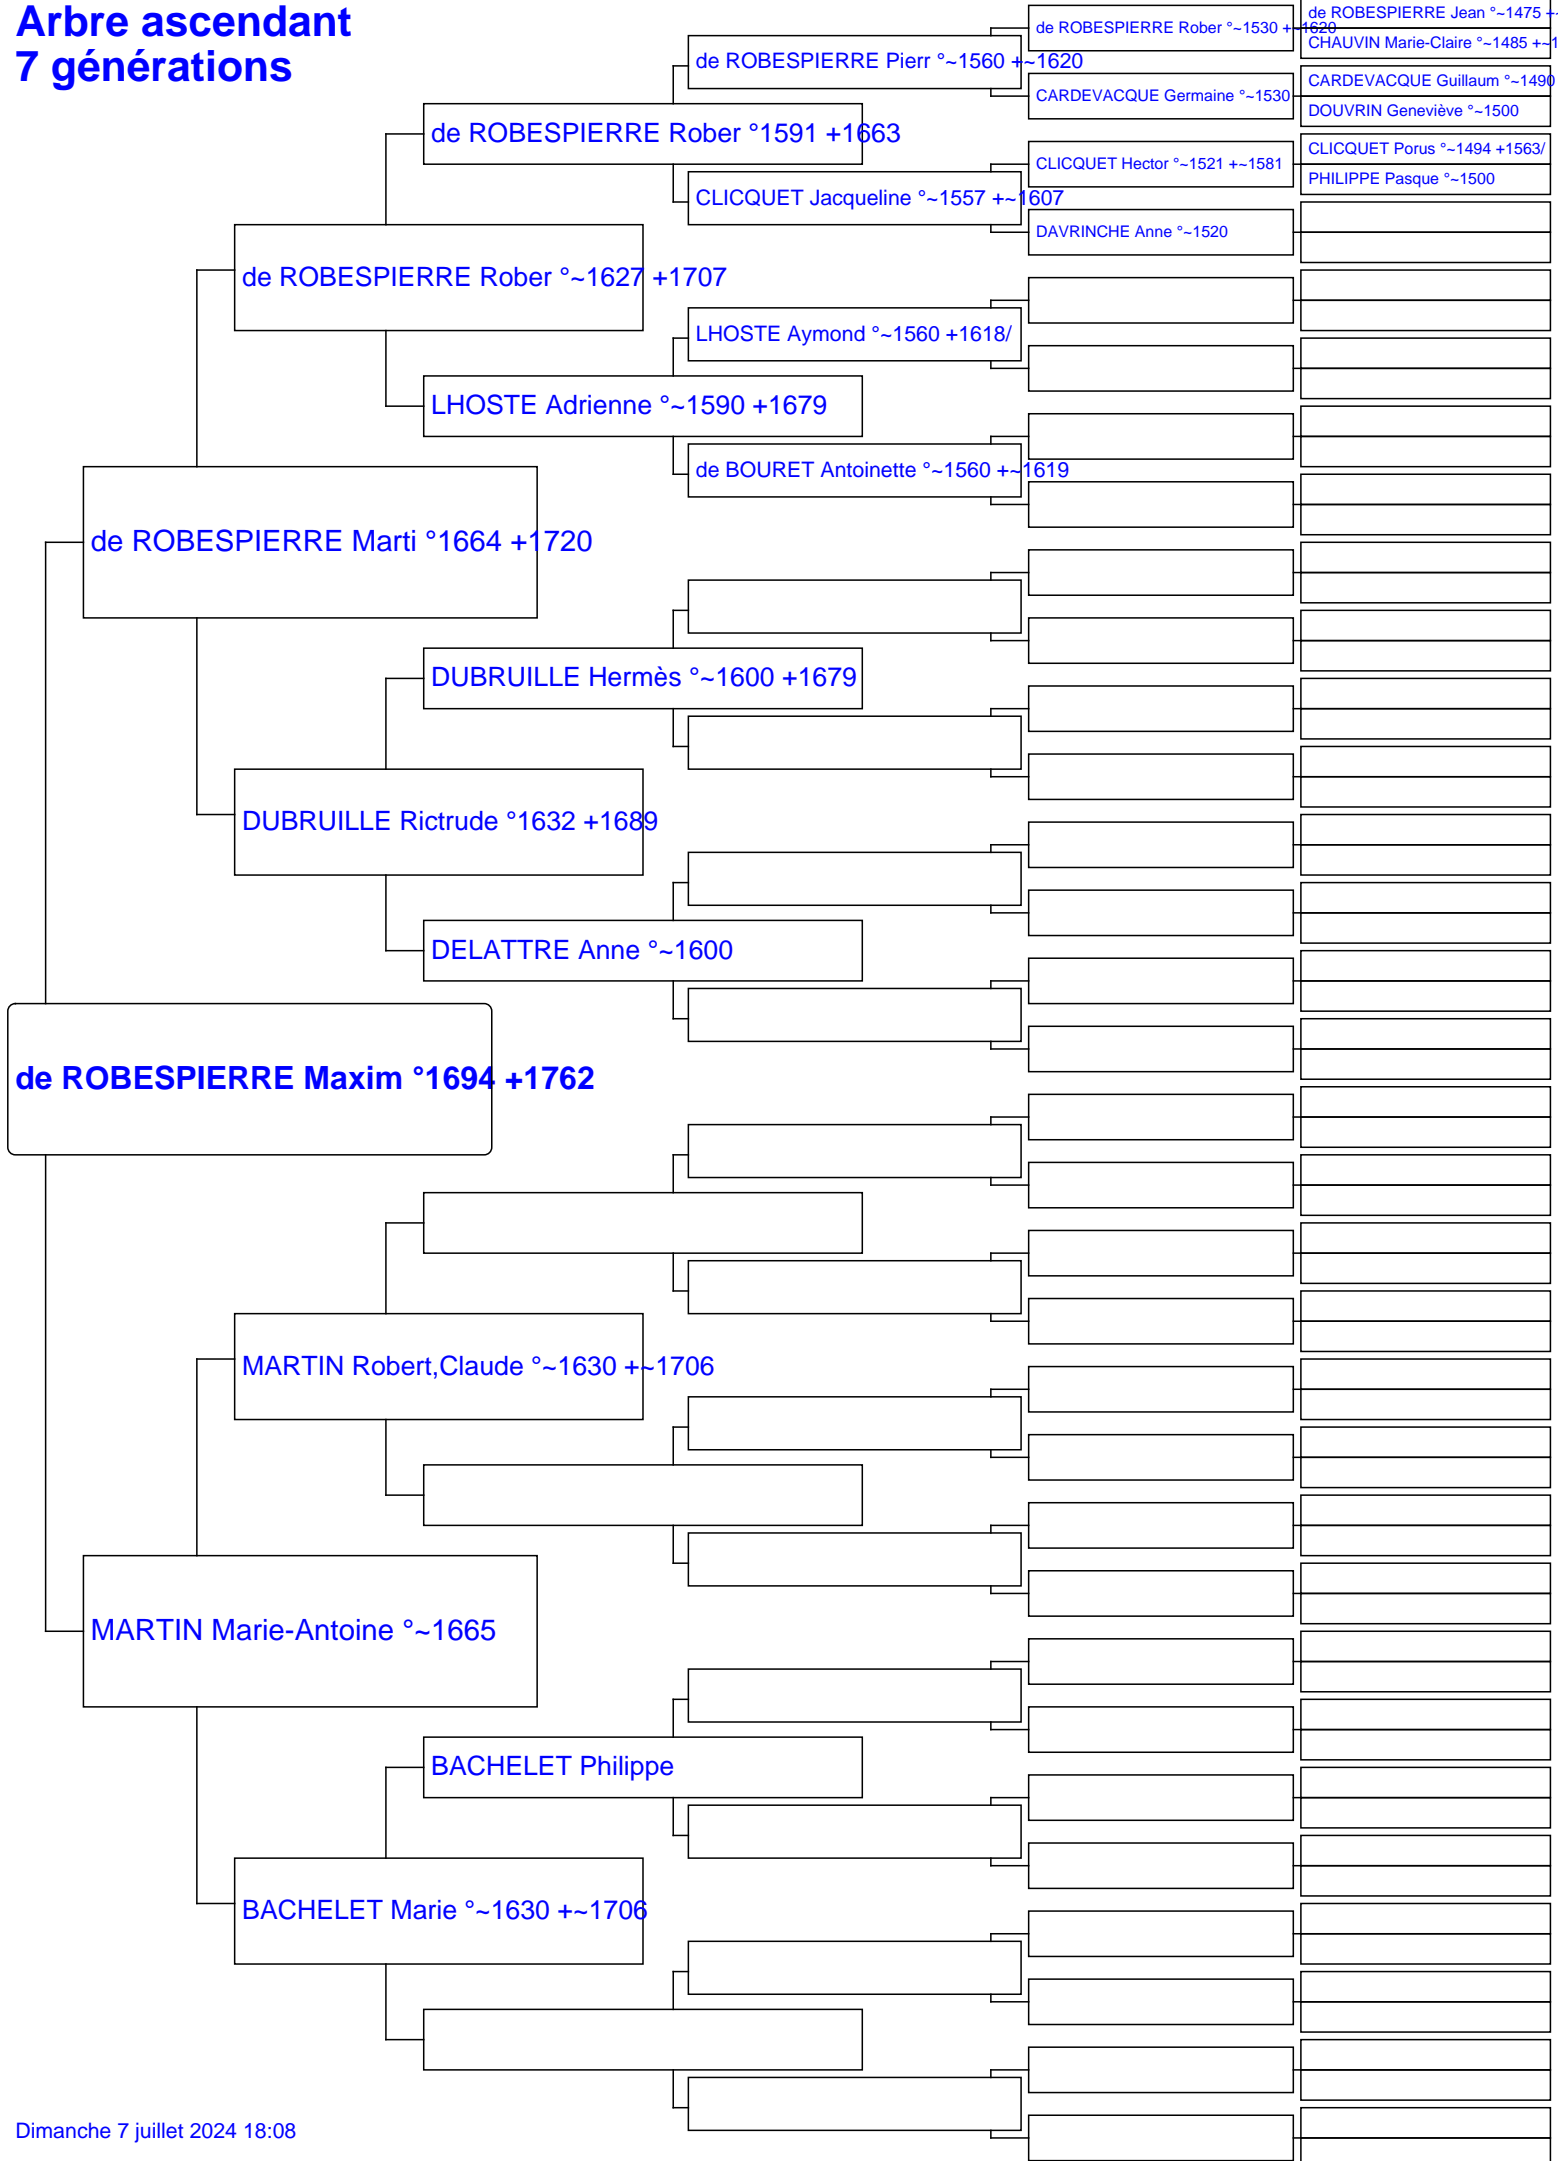 Arbre ascendant
7 générations
de ROBESPIERRE Jean °~1475 +
de ROBESPIERRE Rober °~1530 +~1620
CHAUVIN Marie-Claire °~1485 +~1
de ROBESPIERRE Pierr °~1560 +~1620
CARDEVACQUE Guillaum °~1490
CARDEVACQUE Germaine °~1530
DOUVRIN Geneviève °~1500
de ROBESPIERRE Rober °1591 +1663
CLICQUET Porus °~1494 +1563/
CLICQUET Hector °~1521 +~1581
PHILIPPE Pasque °~1500
CLICQUET Jacqueline °~1557 +~1607
DAVRINCHE Anne °~1520
de ROBESPIERRE Rober °~1627 +1707
LHOSTE Aymond °~1560 +1618/
LHOSTE Adrienne °~1590 +1679
de BOURET Antoinette °~1560 +~1619
de ROBESPIERRE Marti °1664 +1720
DUBRUILLE Hermès °~1600 +1679
DUBRUILLE Rictrude °1632 +1689
DELATTRE Anne °~1600
de ROBESPIERRE Maxim °1694 +1762
MARTIN Robert,Claude °~1630 +~1706
MARTIN Marie-Antoine °~1665
BACHELET Philippe
BACHELET Marie °~1630 +~1706
Dimanche 7 juillet 2024 18:08